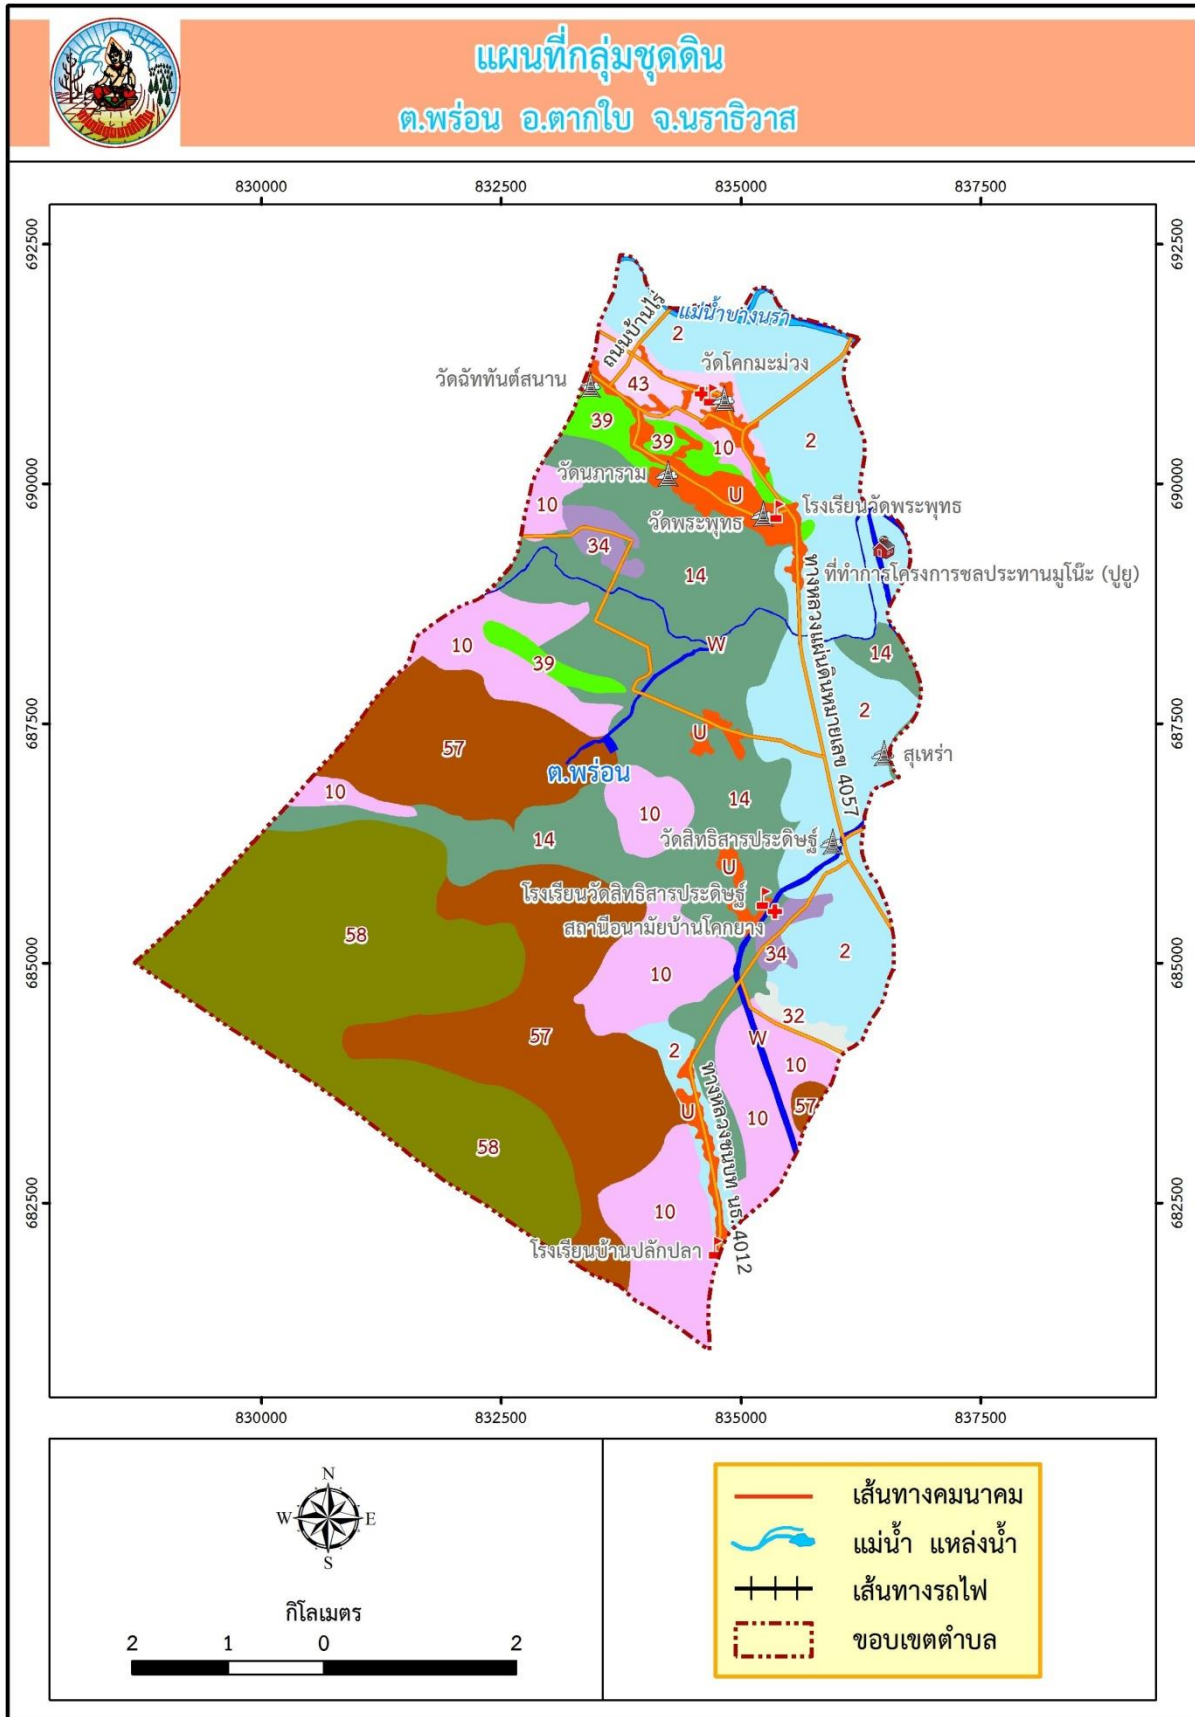 แผนที่กลุ่มชุดดิน
ต.พร่อน อ.ตากใบ จ.นราธิวาส
830000 832500 835000 837500
692500 692500
แม่น้ำบางนรา
ถนนบ้านไร่
2
วัดโคกมะม่วง
วัดฉัททันต์สนาน
43
39
39
10
2
วัดนภาราม
690000 690000
10
U
โรงเรียนวัดพระพุทธ
วัดพระพุทธ
34
14
ที่ทำการโครงการชลประทานมูโน๊ะ (ปูยู)
ทางหลวงแผ่นดินหมายเลข 4057
10
W
14
39
2
687500 687500
U
57
สุเหร่า
ต.พร่อน
10
10
14
14
วัดสิทธิสารประดิษฐ์
U
โรงเรียนวัดสิทธิสารประดิษฐ์
สถานีอนามัยบ้านโคกยาง
58
10
34
2
685000 685000
32
57
2
W
10
57
ทางหลวงชนบท นธ. 4012
U
10
58
10
682500 682500
โรงเรียนบ้านปลักปลา
830000 832500 835000 837500
N
W E
S
กิโลเมตร
2 1 0 2
เส้นทางคมนาคม
แม่น้ำ แหล่งน้ำ
เส้นทางรถไฟ
ขอบเขตตำบล